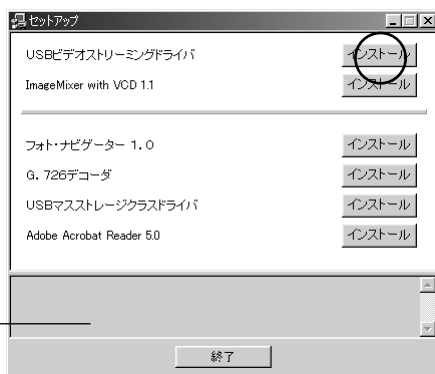 セットアップ
USBビデオストリーミングドライバ インストール
ImageMixer with VCD 1.1 インストール
フォト・ナビゲーター 1.0 インストール
G. 726デコーダ インストール
USBマスストレージクラスドライバ インストール
Adobe Acrobat Reader 5.0 インストール
終了